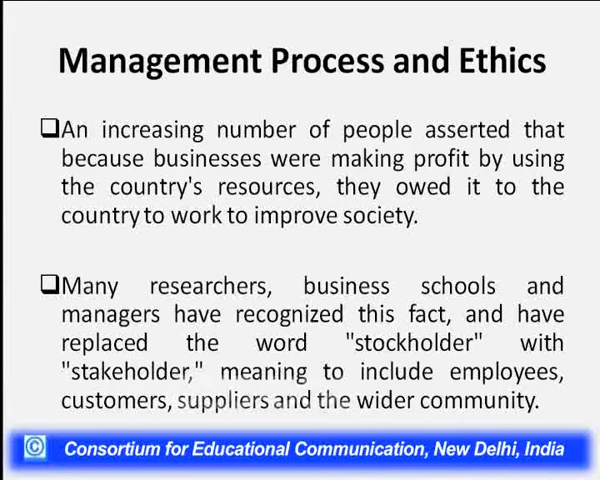 Management Process and Ethics
❑An increasing number of people asserted that
because businesses were making profit by using
the country's resources, they owed it to the
country to work to improve society.
❑Many researchers, business schools and
managers have recognized this fact, and have
replaced the word "stockholder" with
"stakeholder," meaning to include employees,
customers, suppliers and the wider community.
© Consortium for Educational Communication, New Delhi, India